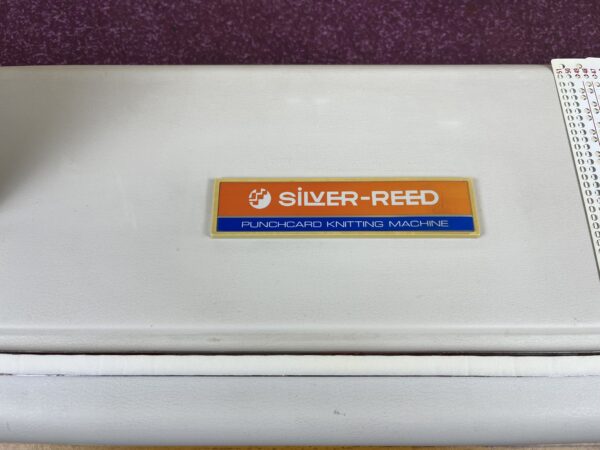 SiLVER-REED
PUNCHCARD KNITTING MACHINE